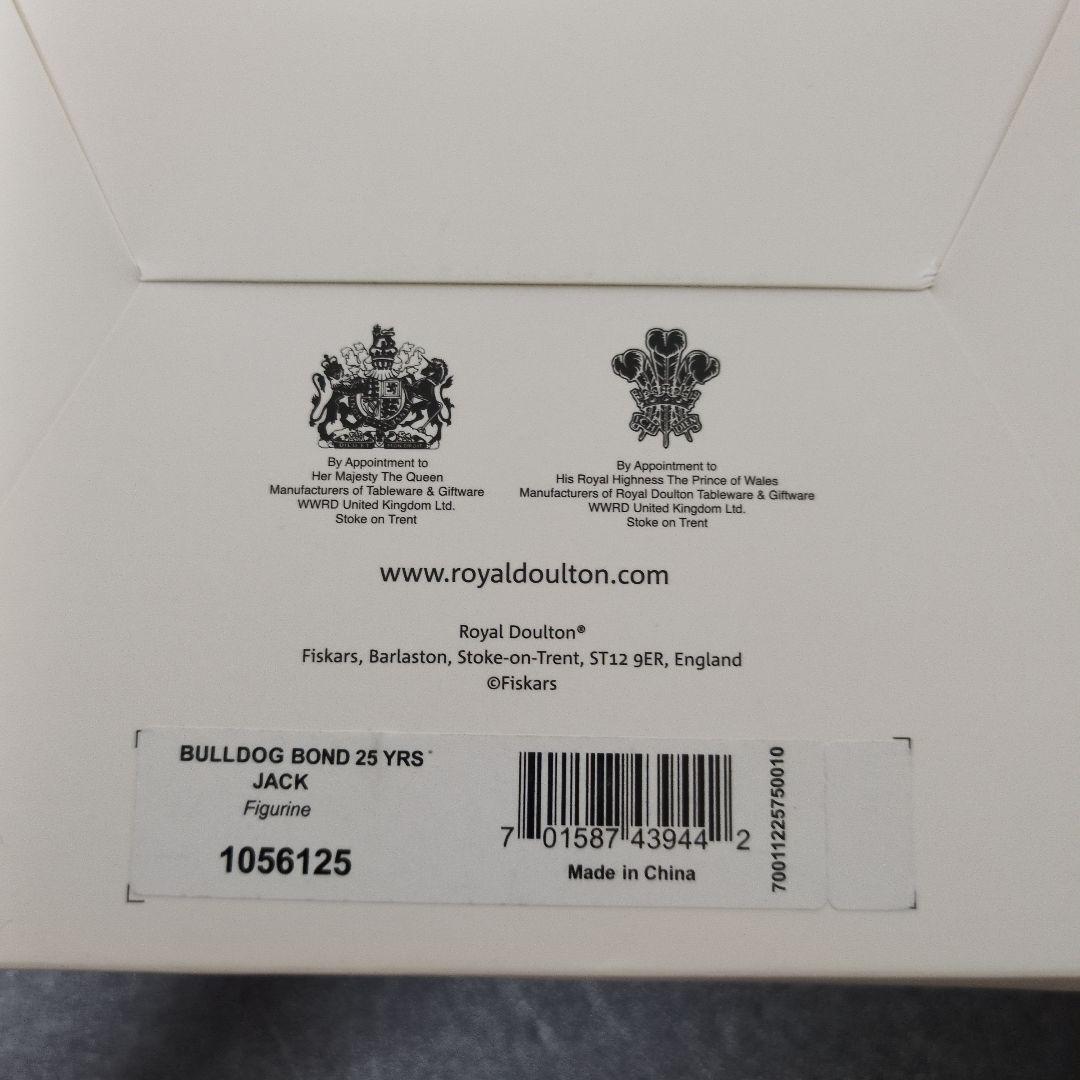 By Appointment to
Her Majesty The Queen
Manufacturers of Tableware & Giftware
WWRD United Kingdom Ltd.
Stoke on Trent
By Appointment to
His Royal Highness The Prince of Wales
Manufacturers of Royal Doulton Tableware & Giftware
WWRD United Kingdom Ltd.
Stoke on Trent
www.royaldoulton.com
Royal Doulton®
Fiskars, Barlaston, Stoke-on-Trent, ST12 9ER, England
©Fiskars
BULLDOG BOND 25 YRS
JACK
Figurine
1056125
7 01587 43944 2
Made in China
70011225750010